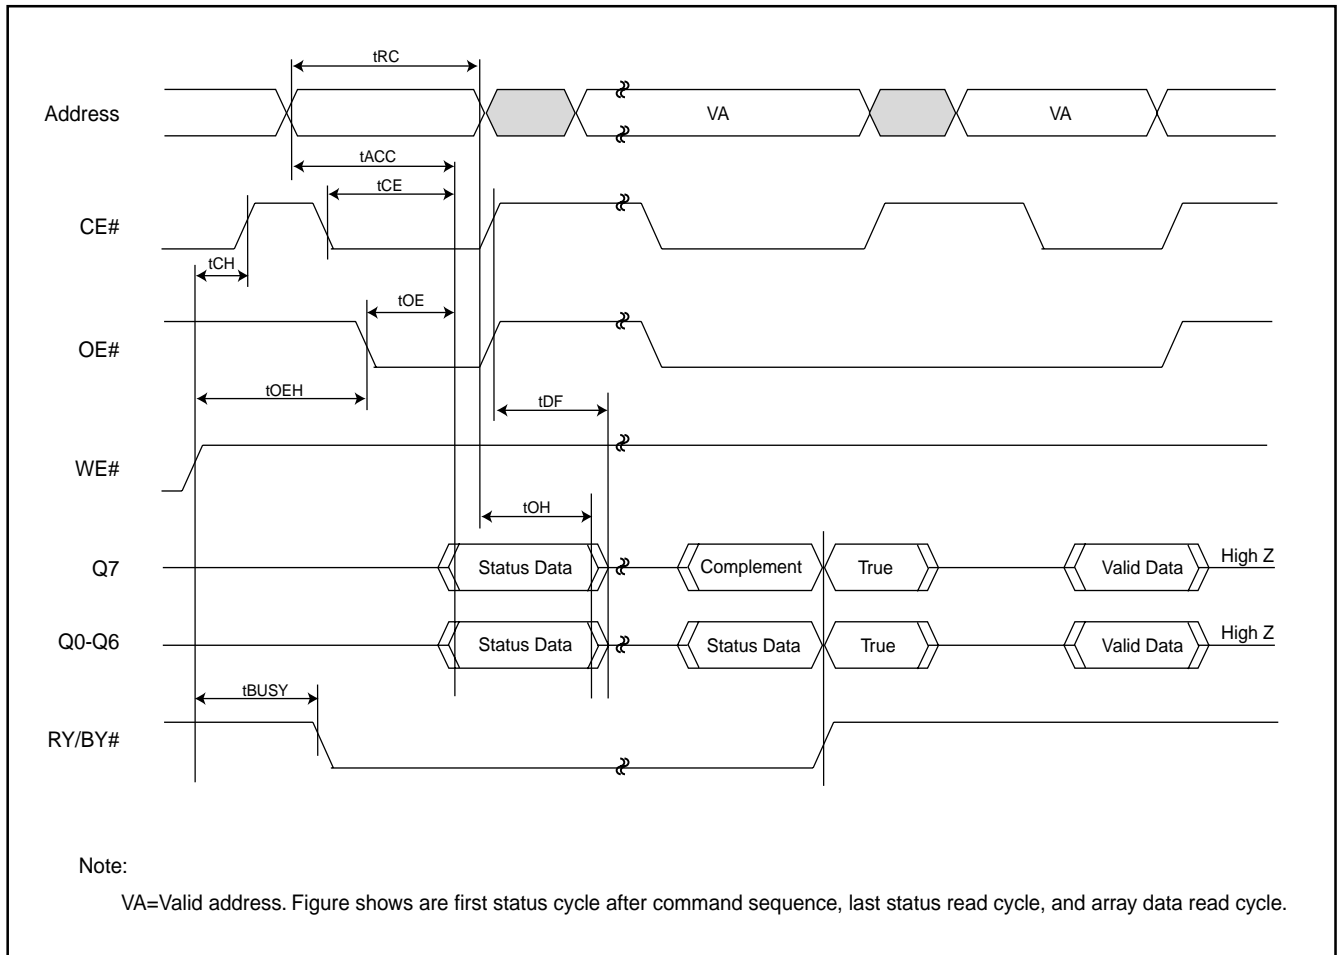 tRC
Address
VA
VA
tACC
tCE
CE#
tCH
tOE
OE#
tOEH
tDF
WE#
tOH
Q7
Status Data
Complement
True
Valid Data
High Z
Q0-Q6
Status Data
Status Data
True
Valid Data
High Z
tBUSY
RY/BY#
Note:
VA=Valid address. Figure shows are first status cycle after command sequence, last status read cycle, and array data read cycle.